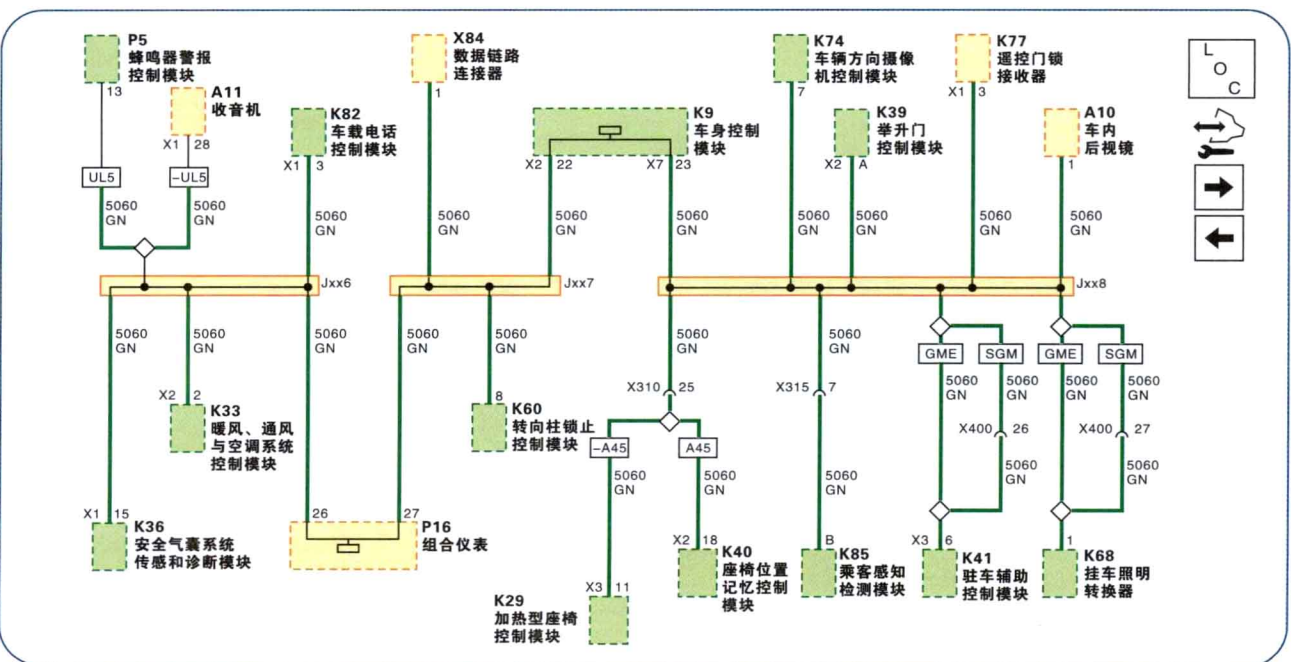 P5
蜂鸣器警报
控制模块
13
A11
收音机
X1 28
UL5
–UL5
5060
GN
5060
GN
K82
车载电话
控制模块
X1 3
5060
GN
X84
数据链路
连接器
1
5060
GN
K9
车身控制
模块
X2 22
X7 23
5060
GN
5060
GN
K74
车辆方向摄像
机控制模块
7
5060
GN
K39
举升门
控制模块
X2 A
5060
GN
K77
遥控门锁
接收器
X1 3
5060
GN
A10
车内
后视镜
1
5060
GN
L
O
C
Jxx6
Jxx7
Jxx8
5060
GN
5060
GN
5060
GN
5060
GN
5060
GN
5060
GN
5060
GN
X2 2
K33
暖风、通风
与空调系统
控制模块
8
K60
转向柱锁止
控制模块
X310 25
–A45
A45
5060
GN
5060
GN
X315 7
5060
GN
GME
SGM
GME
SGM
5060
GN
5060
GN
5060
GN
5060
GN
X400 26
X400 27
5060
GN
5060
GN
X1 15
K36
安全气囊系统
传感和诊断模块
26
27
P16
组合仪表
X3 11
K29
加热型座椅
控制模块
X2 18
K40
座椅位置
记忆控制
模块
B
K85
乘客感知
检测模块
X3 6
K41
驻车辅助
控制模块
1
K68
挂车照明
转换器